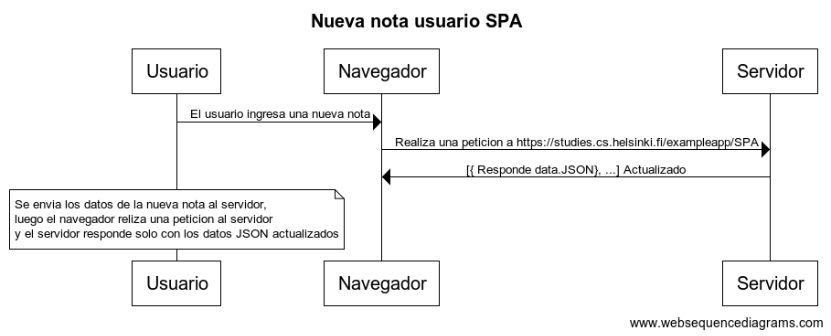 Nueva nota usuario SPA
Usuario
Navegador
Servidor
El usuario ingresa una nueva nota
Realiza una peticion a https://studies.cs.helsinki.fi/exampleapp/SPA
[{ Responde data.JSON}, ...] Actualizado
Se envia los datos de la nueva nota al servidor,
luego el navegador reliza una peticion al servidor
y el servidor responde solo con los datos JSON actualizados
Usuario
Navegador
Servidor
www.websequencediagrams.com